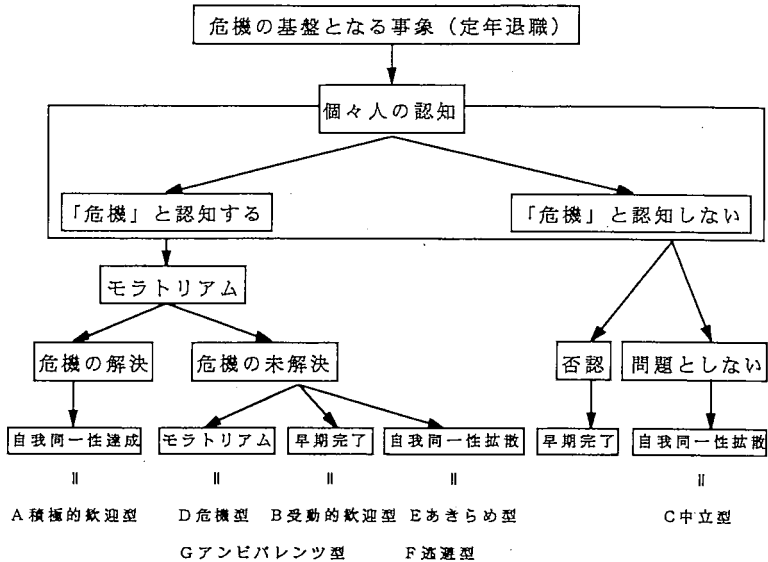 危機の基盤となる事象（定年退職）
個々人の認知
「危機」と認知する
「危機」と認知しない
モラトリアム
危機の解決
危機の未解決
否認
問題としない
自我同一性達成
モラトリアム
早期完了
自我同一性拡散
早期完了
自我同一性拡散
〃 〃 〃 〃 〃
A積極的歓迎型
D危機型
B受動的歓迎型
Eあきらめ型
C中立型
Gアンビバレンツ型
F逃避型